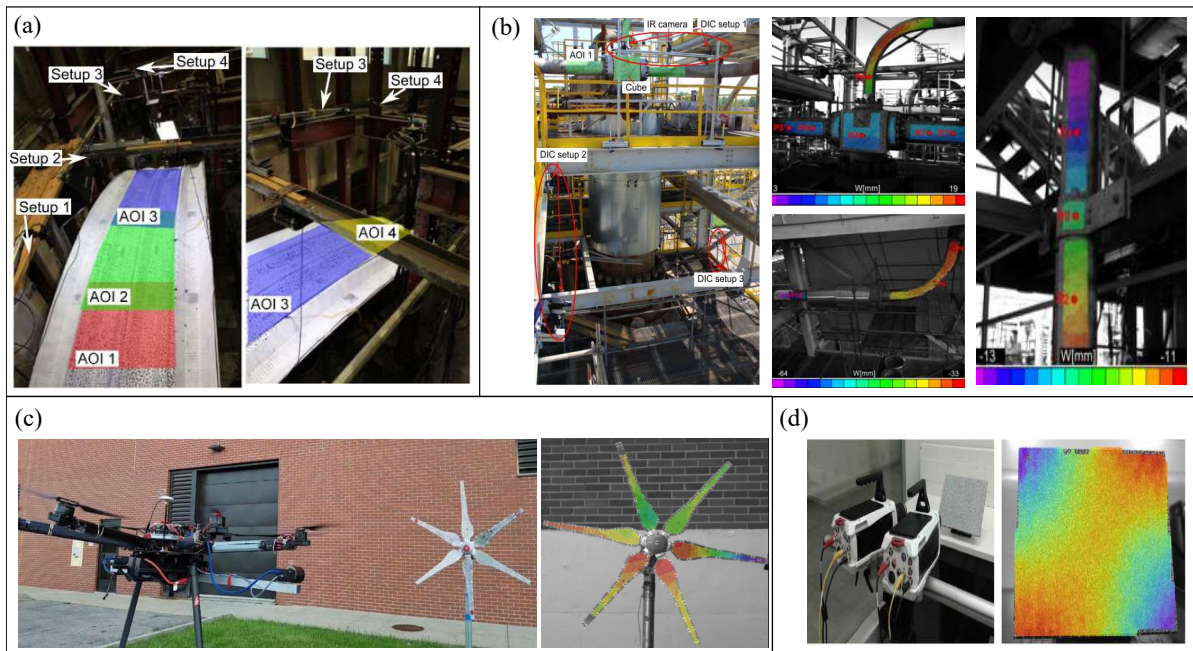 (a)
Setup 3
Setup 4
Setup 2
Setup 1
AOI 3
AOI 2
AOI 1
Setup 3
Setup 4
AOI 4
AOI 3
(b)
IR camera
DIC setup 1
AOI 1
Cube
DIC setup 2
DIC setup 3
3
W[mm]
19
-64
W[mm]
-33
-13
W[mm]
-11
(c)
(d)